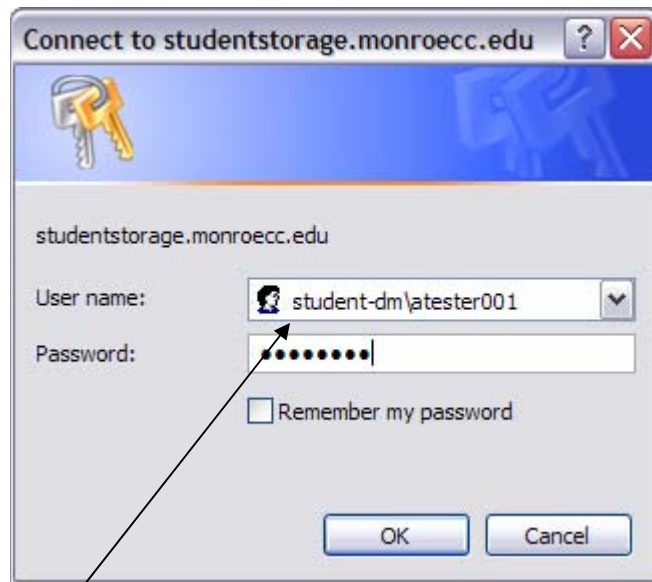 Connect to studentstorage.monroecc.edu
studentstorage.monroecc.edu
User name: student-dm\atester001
Password: ••••••••
Remember my password
OK Cancel